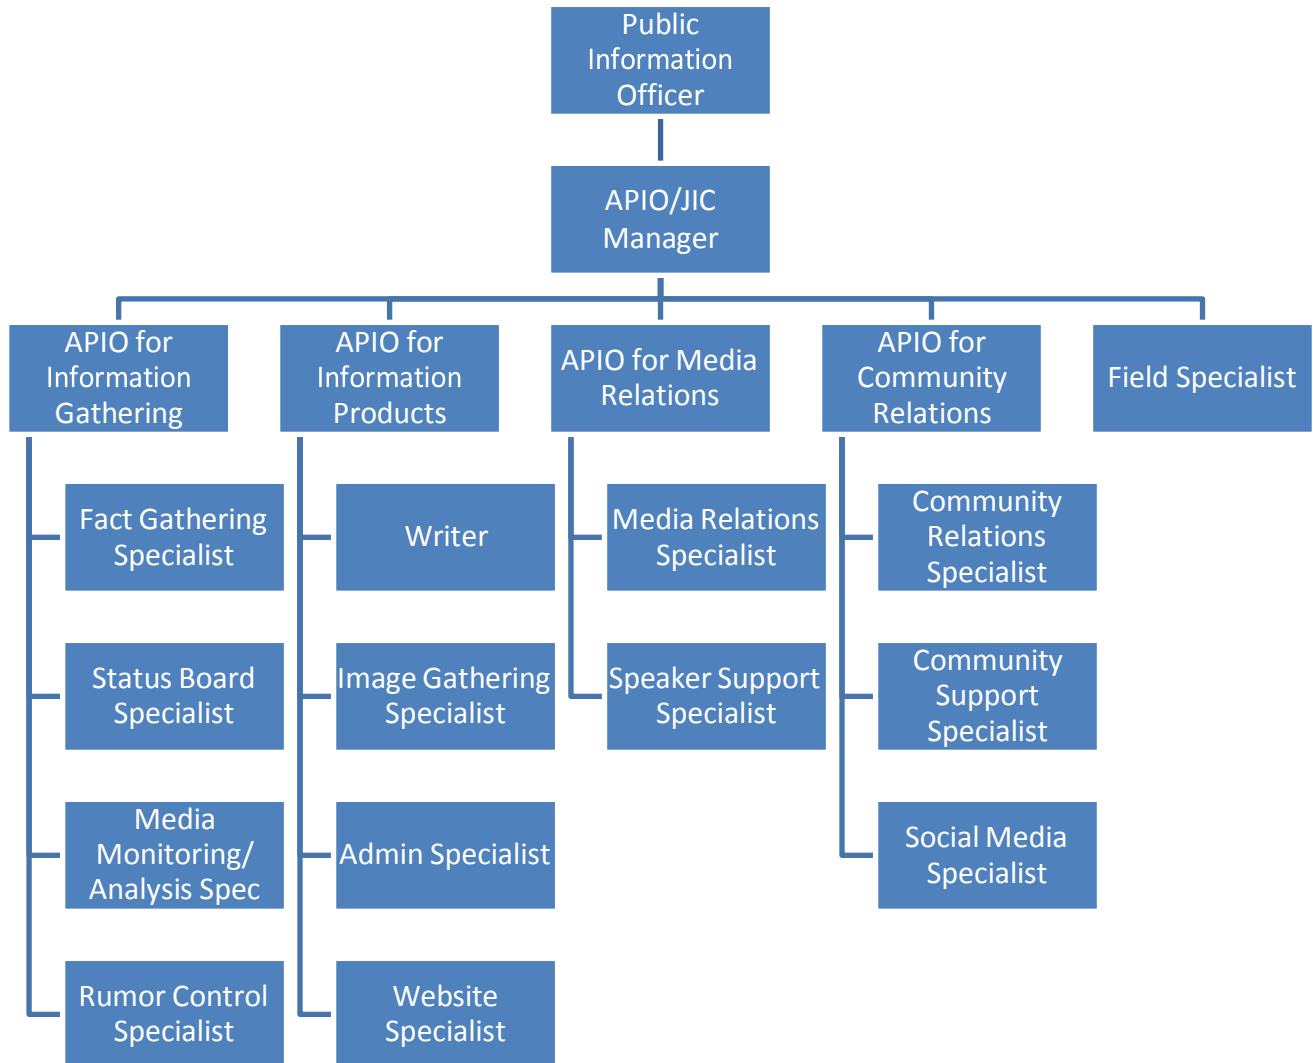 Public
Information
Officer
APIO/JIC
Manager
APIO for
Information
Gathering
APIO for
Information
Products
APIO for Media
Relations
APIO for
Community
Relations
Field Specialist
Fact Gathering
Specialist
Writer
Media Relations
Specialist
Community
Relations
Specialist
Status Board
Specialist
Image Gathering
Specialist
Speaker Support
Specialist
Community
Support
Specialist
Media
Monitoring/
Analysis Spec
Admin Specialist
Social Media
Specialist
Rumor Control
Specialist
Website
Specialist